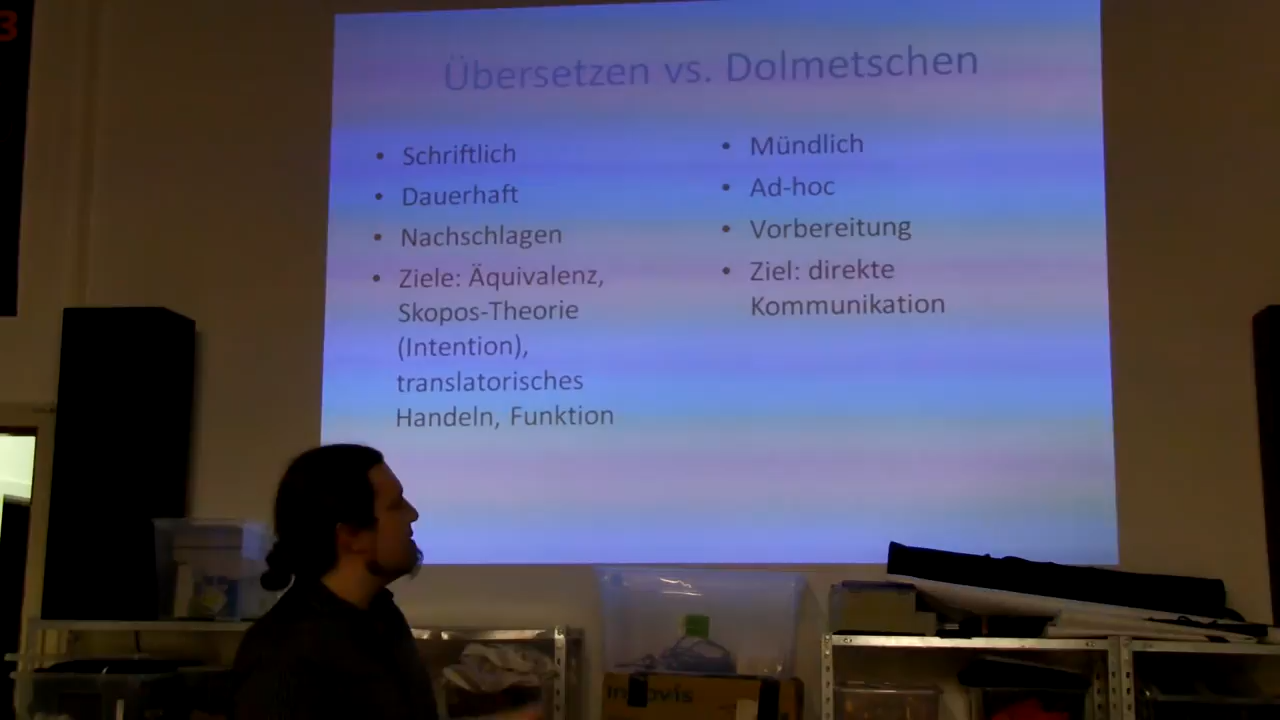 3
Übersetzen vs. Dolmetschen
• Schriftlich
• Dauerhaft
• Nachschlagen
• Ziele: Äquivalenz,
Skopos-Theorie
(Intention),
translatorisches
Handeln, Funktion
• Mündlich
• Ad-hoc
• Vorbereitung
• Ziel: direkte
Kommunikation